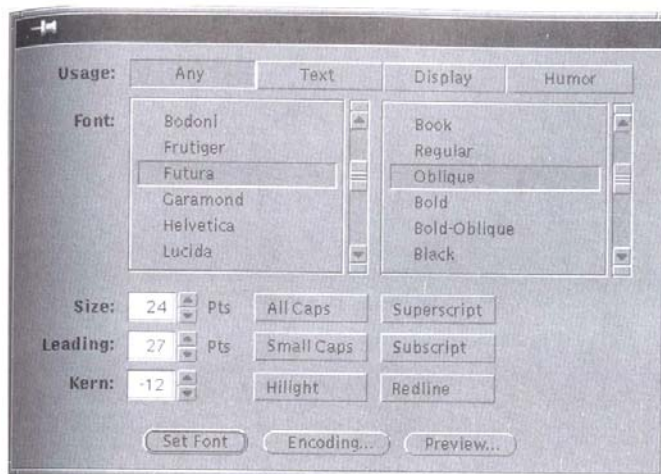 Usage: Any Text Display Humor
Font:
Bodoni
Frutiger
Futura
Garamond
Helvetica
Lucida
Book
Regular
Oblique
Bold
Bold-Oblique
Black
Size: 24 Pts All Caps Superscript
Leading: 27 Pts Small Caps Subscript
Kern: -12 Hilight Redline
Set Font Encoding... Preview...